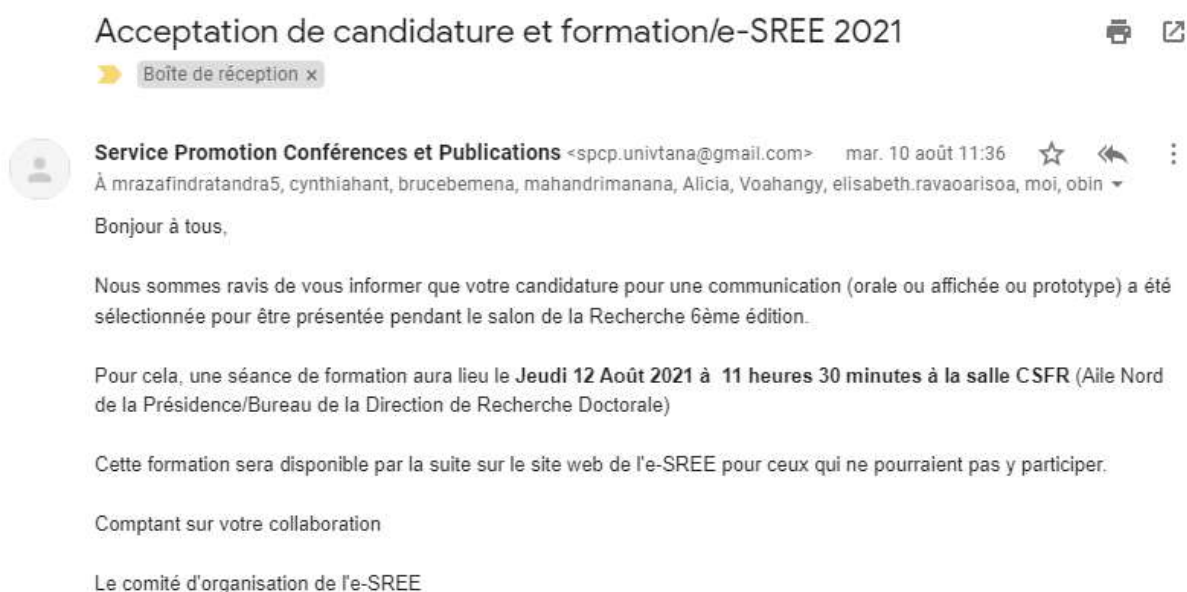 Acceptation de candidature et formation/e-SREE 2021
Boîte de réception ×
Service Promotion Conférences et Publications <spcp.univtana@gmail.com> mar. 10 août 11:36
À mrazafindratandra5, cynthiahant, brucebemena, mahandrimanana, Alicia, Voahangy, elisabeth.ravaoarisoa, moi, obin
Bonjour à tous,
Nous sommes ravis de vous informer que votre candidature pour une communication (orale ou affichée ou prototype) a été
sélectionnée pour être présentée pendant le salon de la Recherche 6ème édition.
Pour cela, une séance de formation aura lieu le Jeudi 12 Août 2021 à 11 heures 30 minutes à la salle CSFR (Aile Nord
de la Présidence/Bureau de la Direction de Recherche Doctorale)
Cette formation sera disponible par la suite sur le site web de l'e-SREE pour ceux qui ne pourraient pas y participer.
Comptant sur votre collaboration
Le comité d'organisation de l'e-SREE